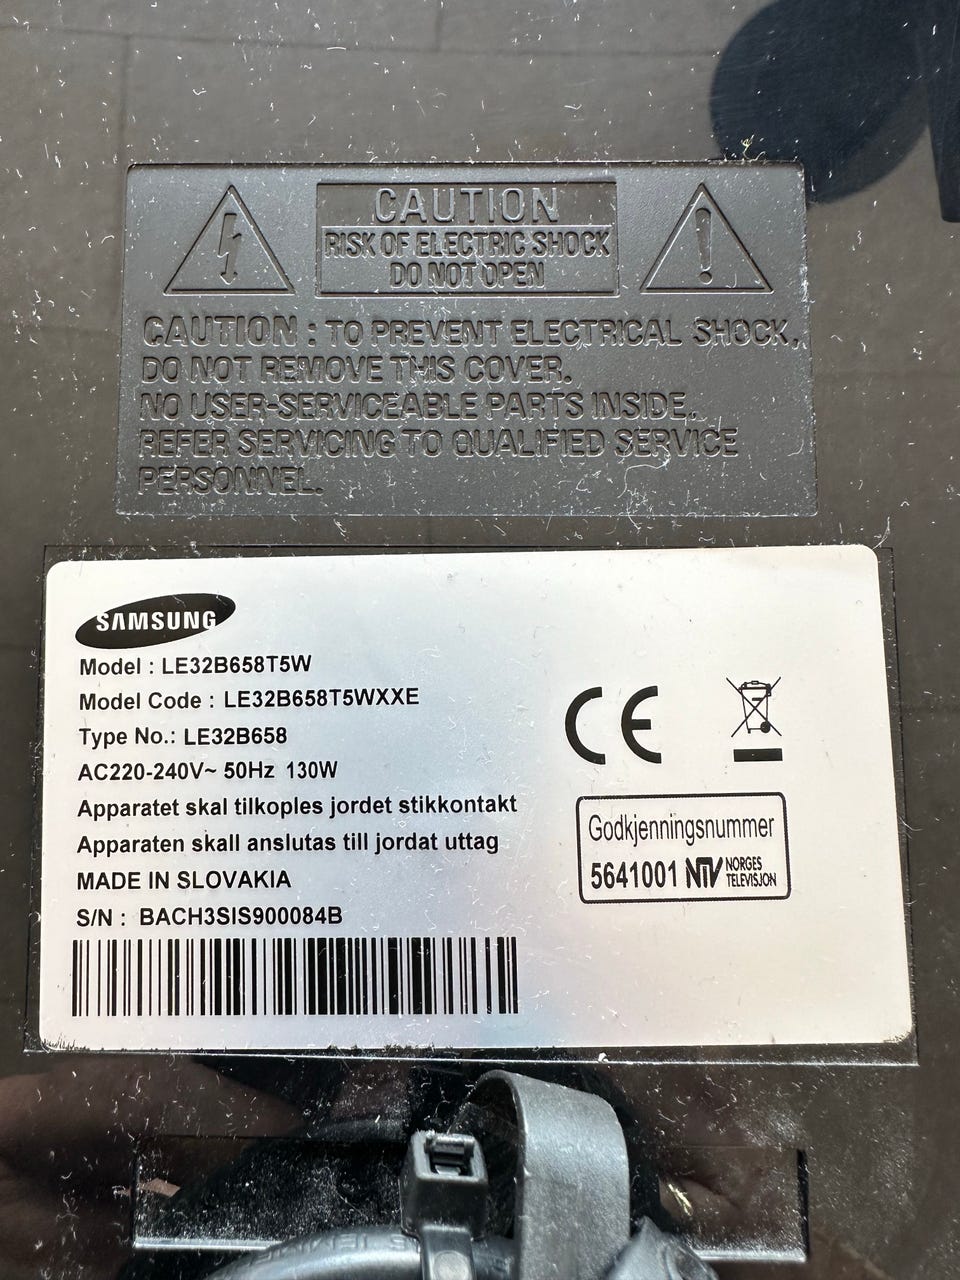 CAUTION
RISK OF ELECTRIC SHOCK
DO NOT OPEN
CAUTION : TO PREVENT ELECTRICAL SHOCK,
DO NOT REMOVE THIS COVER.
NO USER-SERVICEABLE PARTS INSIDE.
REFER SERVICING TO QUALIFIED SERVICE
PERSONNEL.
SAMSUNG
Model : LE32B658T5W
Model Code : LE32B658T5WXXE
Type No.: LE32B658
AC220-240V~ 50Hz 130W
Apparatet skal tilkoples jordet stikkontakt
Apparaten skall anslutas till jordat uttag
MADE IN SLOVAKIA
S/N : BACH3SIS900084B
CE
Godkjenningsnummer
5641001 NTV NORGES
TELEVISJON